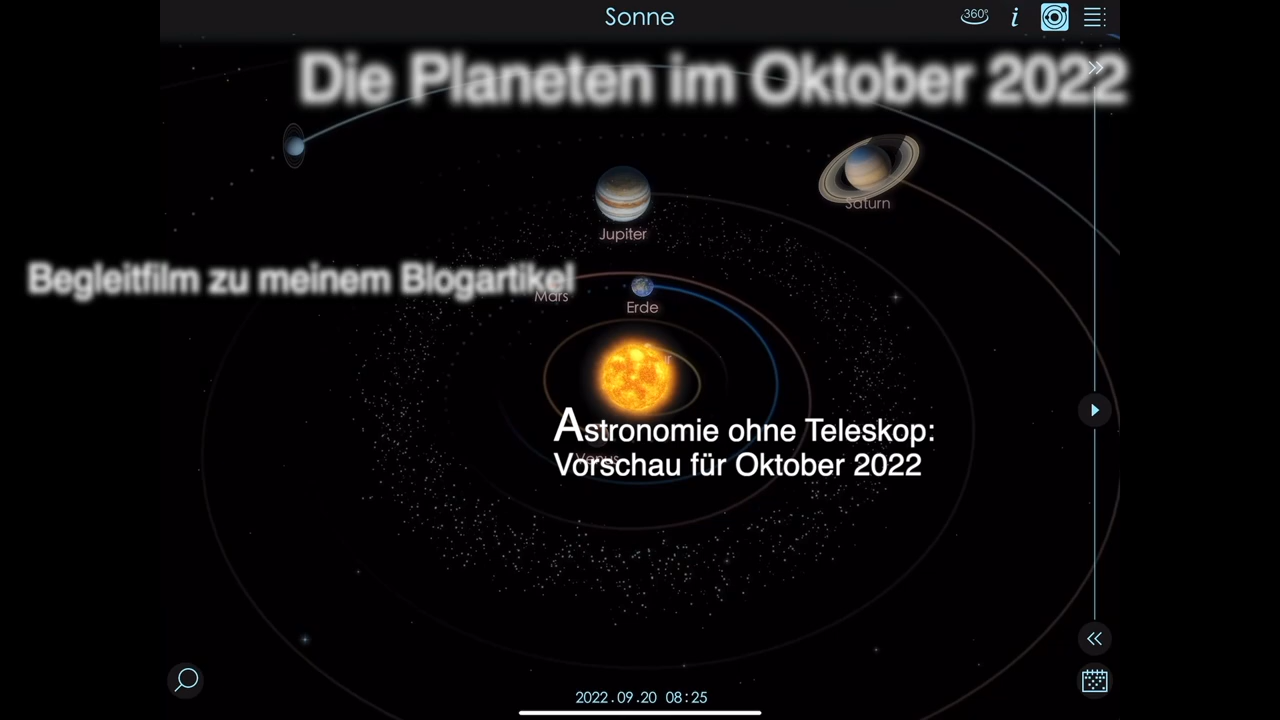 Sonne
360°
i
Die Planeten im Oktober 2022
Saturn
Jupiter
Begleitfilm zu meinem Blogartikel
Mars
Erde
Astronomie ohne Teleskop:
Vorschau für Oktober 2022
Venus
2022.09.20 08:25